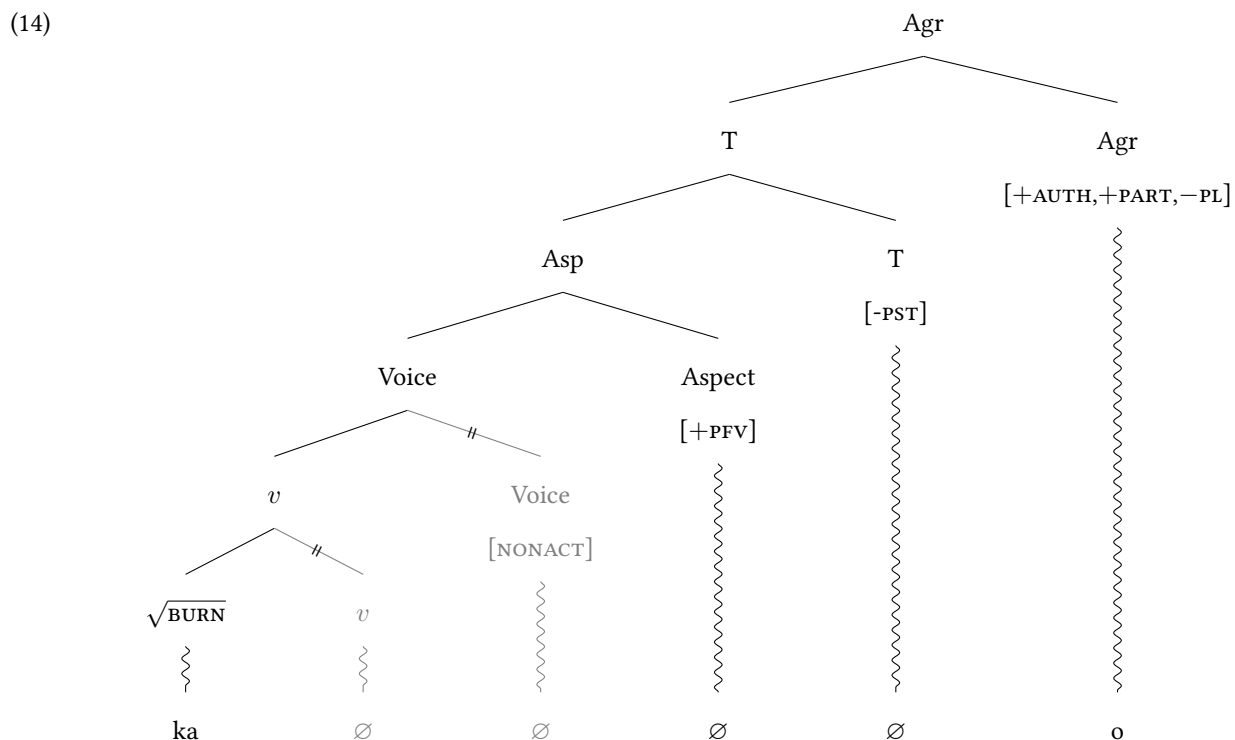 (14)
Agr
T Agr
[+AUTH,+PART,−PL]
Asp T
[-PST]
Voice Aspect
[+PFV]
v Voice
[NONACT]
√BURN v
ka ∅ ∅ ∅ ∅ o